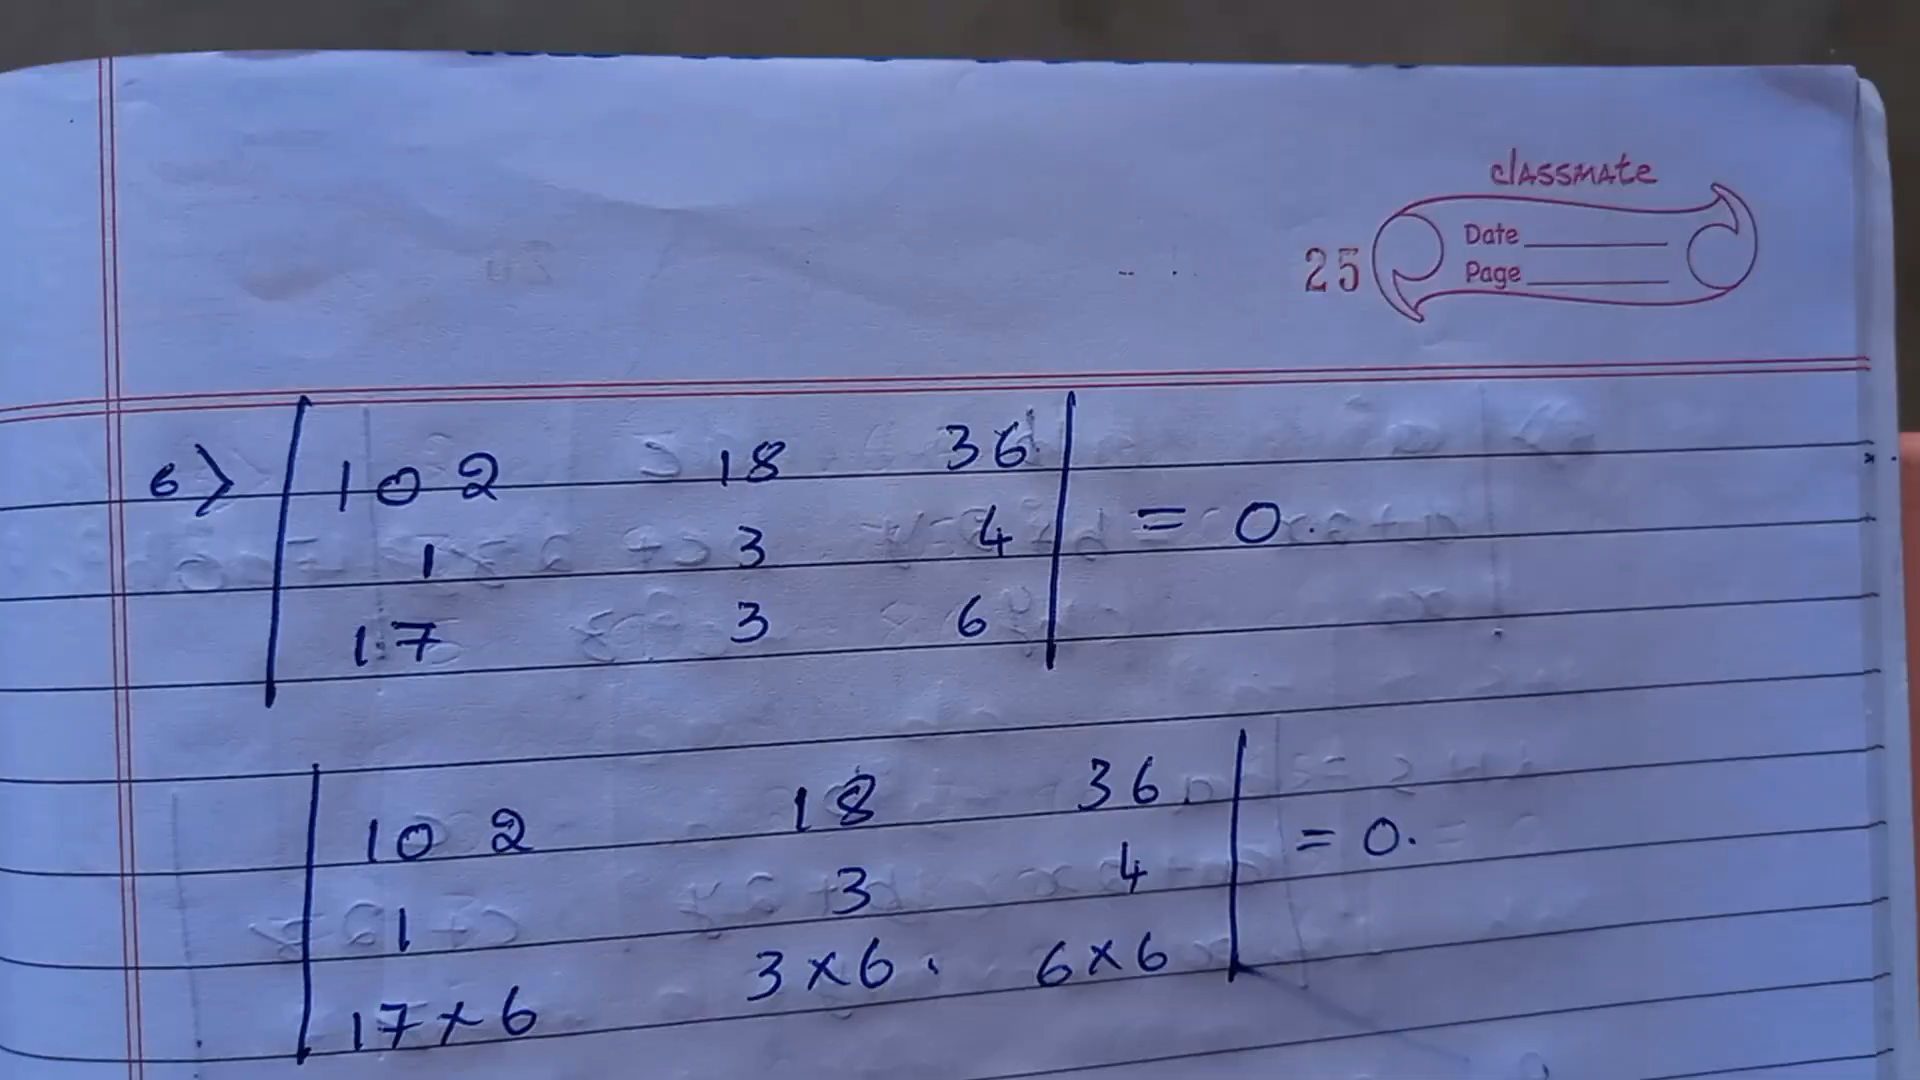 classmate
25 Date
Page
6> | 102 18 36 |
1 3 4 = 0.
17 3 6
| 102 18 36 | = 0.
1 3 4
17×6 3×6 6×6